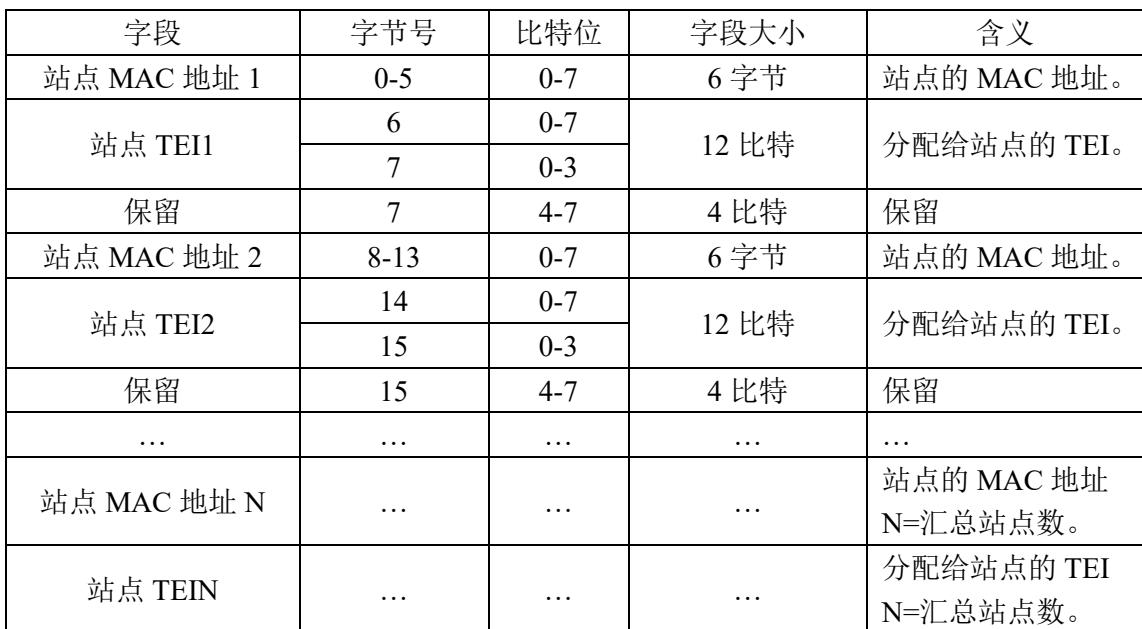 字段 字节号 比特位 字段大小 含义
站点 MAC 地址 1 0-5 0-7 6 字节 站点的 MAC 地址。
站点 TEI1 6 0-7 12 比特 分配给站点的 TEI。
7 0-3
保留 7 4-7 4 比特 保留
站点 MAC 地址 2 8-13 0-7 6 字节 站点的 MAC 地址。
站点 TEI2 14 0-7 12 比特 分配给站点的 TEI。
15 0-3
保留 15 4-7 4 比特 保留
… … … … …
站点 MAC 地址 N … … … 站点的 MAC 地址
N=汇总站点数。
站点 TEIN … … … 分配给站点的 TEI
N=汇总站点数。